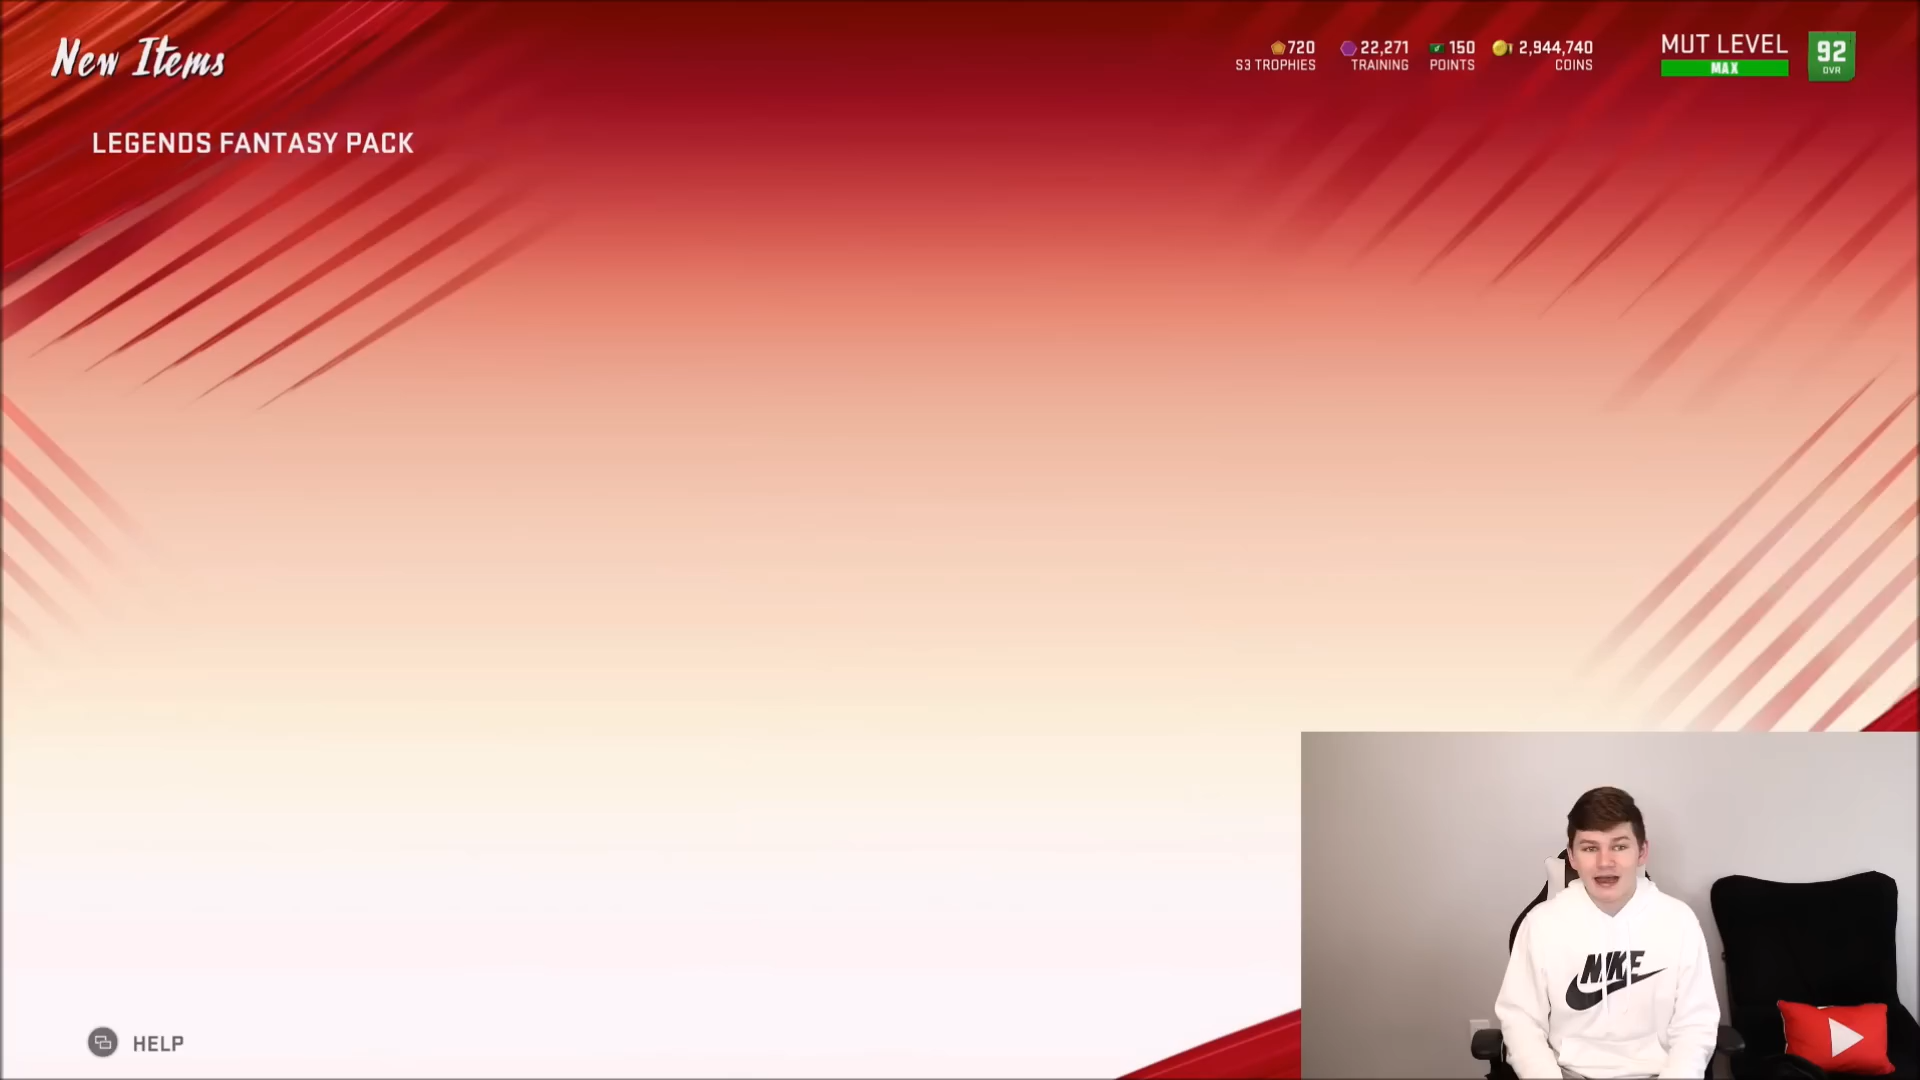 New Items
720
S3 TROPHIES
22,271
TRAINING
150
POINTS
2,944,740
COINS
MUT LEVEL
MAX
92
OVR
LEGENDS FANTASY PACK
NIKE
HELP